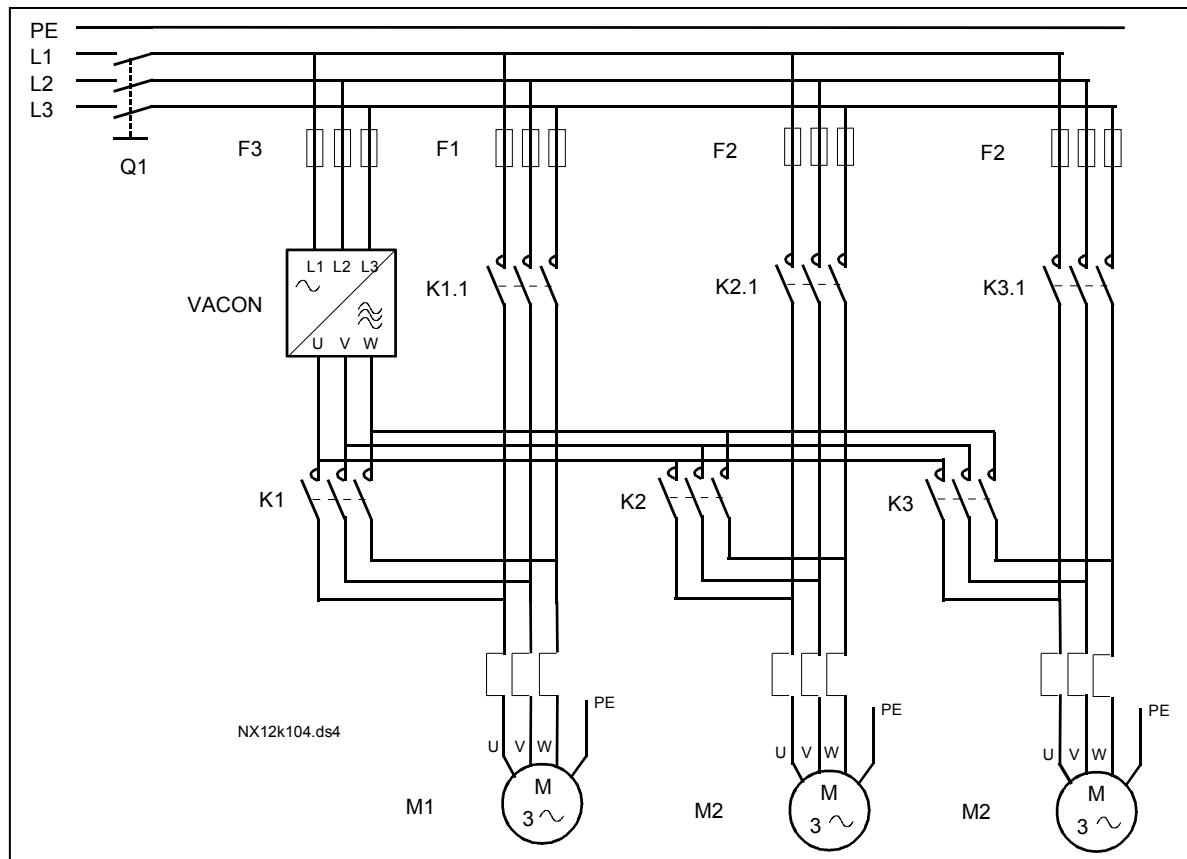 PE
L1
L2
L3
Q1
F3
F1
F2
F2
L1 L2 L3
VACON
U V W
K1.1
K2.1
K3.1
K1
K2
K3
NX12k104.ds4
PE
PE
PE
U V W
U V W
U V W
M1
M
3
M2
M
3
M2
M
3